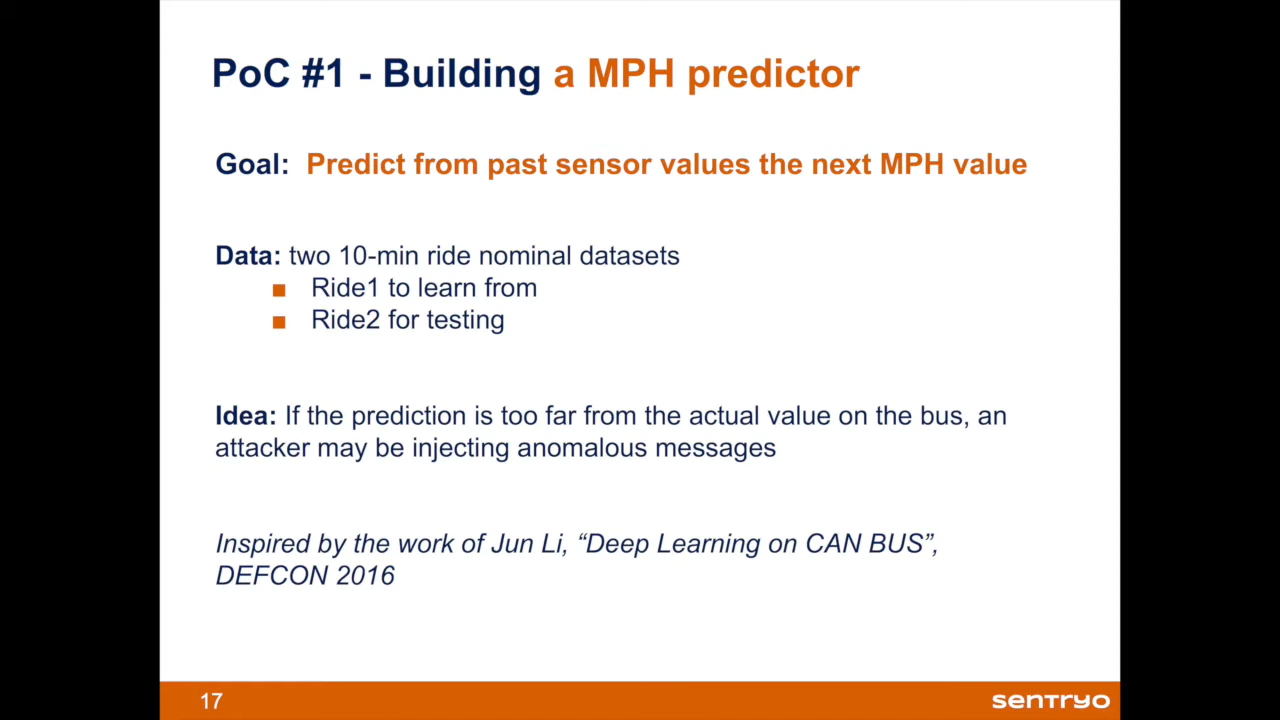 PoC #1 - Building a MPH predictor
Goal: Predict from past sensor values the next MPH value
Data: two 10-min ride nominal datasets
■ Ride1 to learn from
■ Ride2 for testing
Idea: If the prediction is too far from the actual value on the bus, an
attacker may be injecting anomalous messages
Inspired by the work of Jun Li, “Deep Learning on CAN BUS”,
DEFCON 2016
17
sentryo